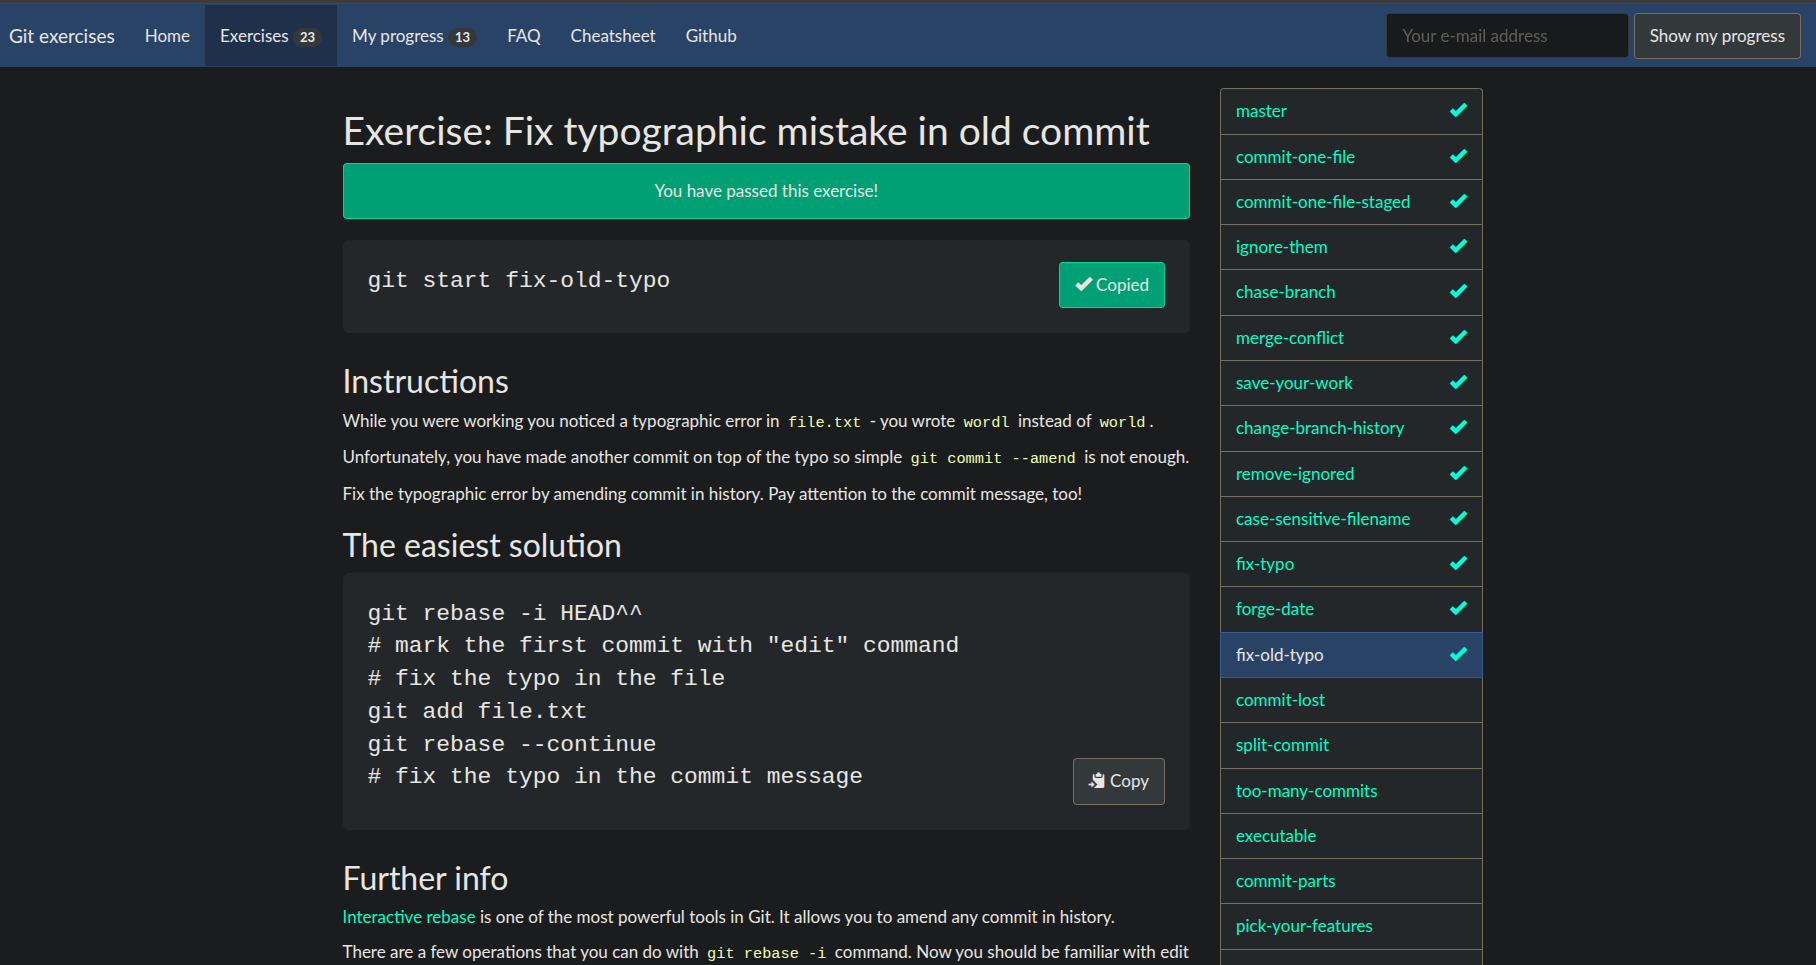 Git exercises Home Exercises 23 My progress 13 FAQ Cheatsheet Github Your e-mail address Show my progress
Exercise: Fix typographic mistake in old commit
You have passed this exercise!
git start fix-old-typo
Copied
Instructions
While you were working you noticed a typographic error in file.txt - you wrote wordl instead of world.
Unfortunately, you have made another commit on top of the typo so simple git commit --amend is not enough.
Fix the typographic error by amending commit in history. Pay attention to the commit message, too!
The easiest solution
git rebase -i HEAD^^
# mark the first commit with "edit" command
# fix the typo in the file
git add file.txt
git rebase --continue
# fix the typo in the commit message
Copy
Further info
Interactive rebase is one of the most powerful tools in Git. It allows you to amend any commit in history.
There are a few operations that you can do with git rebase -i command. Now you should be familiar with edit
master
commit-one-file
commit-one-file-staged
ignore-them
chase-branch
merge-conflict
save-your-work
change-branch-history
remove-ignored
case-sensitive-filename
fix-typo
forge-date
fix-old-typo
commit-lost
split-commit
too-many-commits
executable
commit-parts
pick-your-features